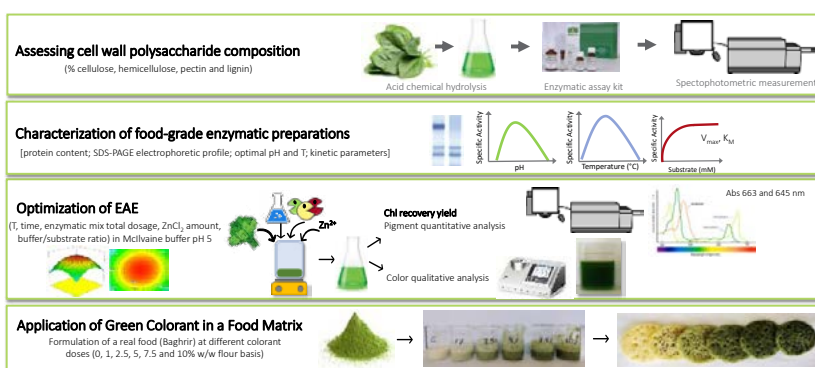 Assessing cell wall polysaccharide composition
(% cellulose, hemicellulose, pectin and lignin)
Acid chemical hydrolysis
Enzymatic assay kit
Spectophotometric measurement
Characterization of food-grade enzymatic preparations
[protein content; SDS-PAGE electrophoretic profile; optimal pH and T; kinetic parameters]
Specific Activity
pH
Specific Activity
Temperature (°C)
Specific Activity
Vmax, KM
Substrate (mM)
Optimization of EAE
(T, time, enzymatic mix total dosage, ZnCl2 amount,
buffer/substrate ratio) in McIlvaine buffer pH 5
Zn2+
Chl recovery yield
Pigment quantitative analysis
Color qualitative analysis
Abs 663 and 645 nm
Application of Green Colorant in a Food Matrix
Formulation of a real food (Baghrir) at different colorant
doses (0, 1, 2.5, 5, 7.5 and 10% w/w flour basis)